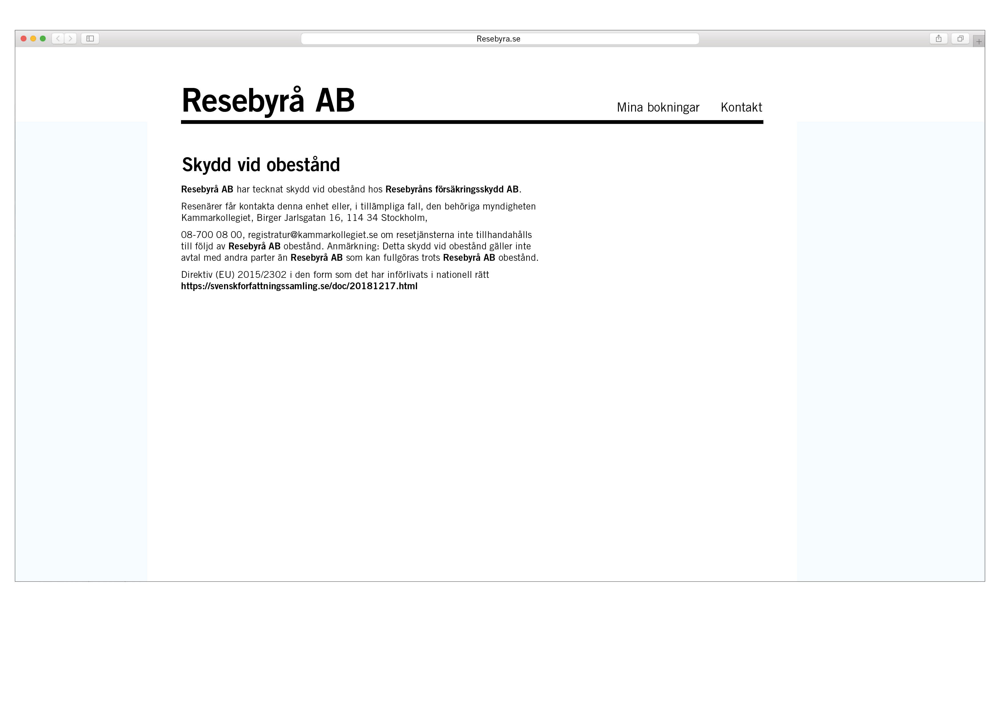 Resebyra.se
Resebyrå AB
Mina bokningar Kontakt
Skydd vid obestånd
Resebyrå AB har tecknat skydd vid obestånd hos Resebyråns försäkringsskydd AB.
Resenärer får kontakta denna enhet eller, i tillämpliga fall, den behöriga myndigheten
Kammarkollegiet, Birger Jarlsgatan 16, 114 34 Stockholm,
08-700 08 00, registratur@kammarkollegiet.se om resetjänsterna inte tillhandahålls
till följd av Resebyrå AB obestånd. Anmärkning: Detta skydd vid obestånd gäller inte
avtal med andra parter än Resebyrå AB som kan fullgöras trots Resebyrå AB obestånd.
Direktiv (EU) 2015/2302 i den form som det har införlivats i nationell rätt
https://svenskforfattningssamling.se/doc/20181217.html